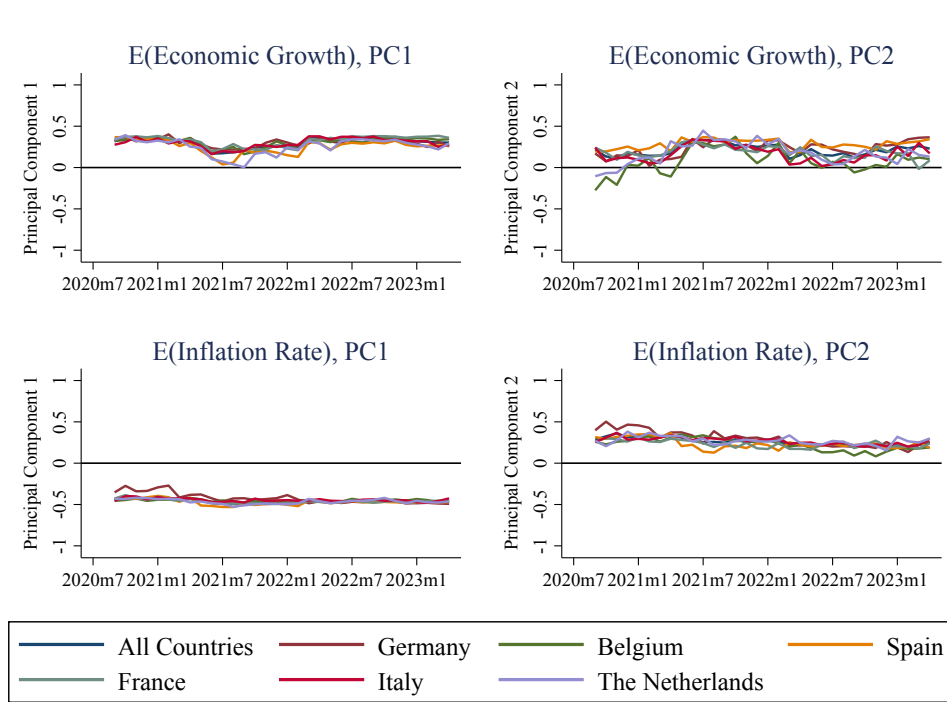 E(Economic Growth), PC1
Principal Component 1
1
0.5
0
-0.5
-1
2020m7 2021m1 2021m7 2022m1 2022m7 2023m1
E(Economic Growth), PC2
Principal Component 2
1
0.5
0
-0.5
-1
2020m7 2021m1 2021m7 2022m1 2022m7 2023m1
E(Inflation Rate), PC1
Principal Component 1
1
0.5
0
-0.5
-1
2020m7 2021m1 2021m7 2022m1 2022m7 2023m1
E(Inflation Rate), PC2
Principal Component 2
1
0.5
0
-0.5
-1
2020m7 2021m1 2021m7 2022m1 2022m7 2023m1
All Countries Germany Belgium Spain
France Italy The Netherlands